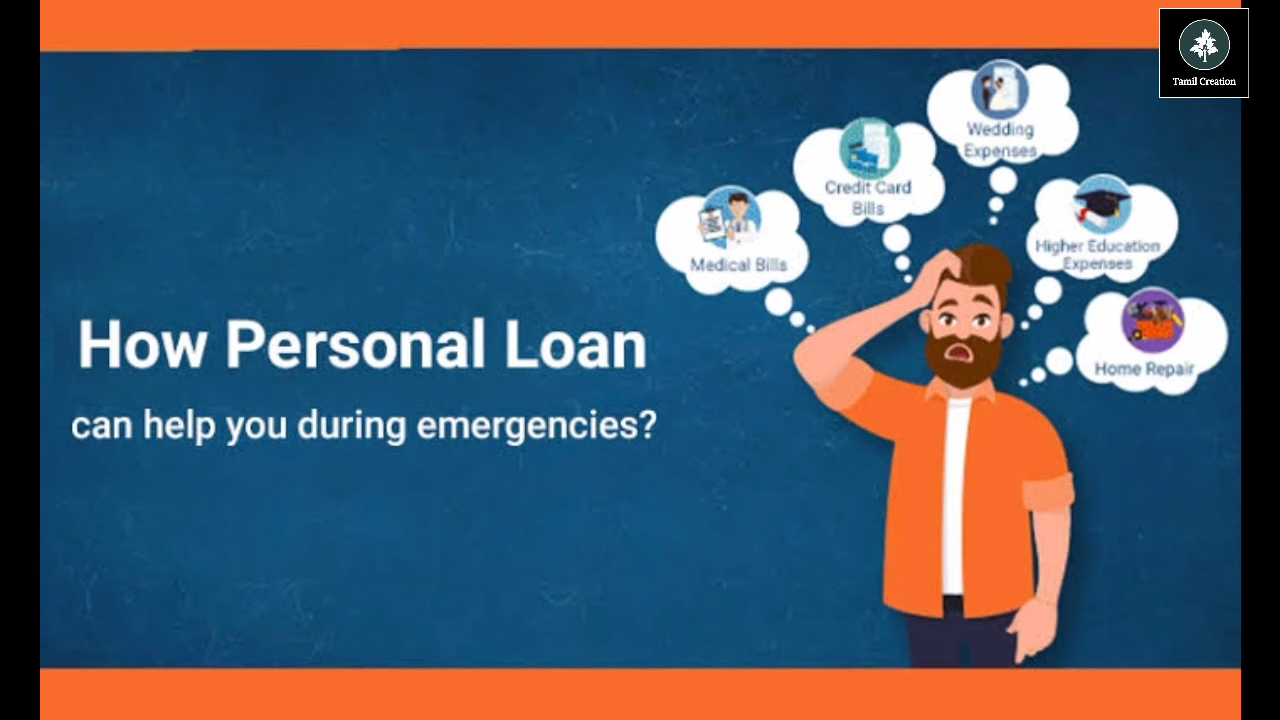 Tamil Creation
Wedding
Expenses
Credit Card
Bills
Higher Education
Expenses
Medical Bills
Home Repair
How Personal Loan
can help you during emergencies?